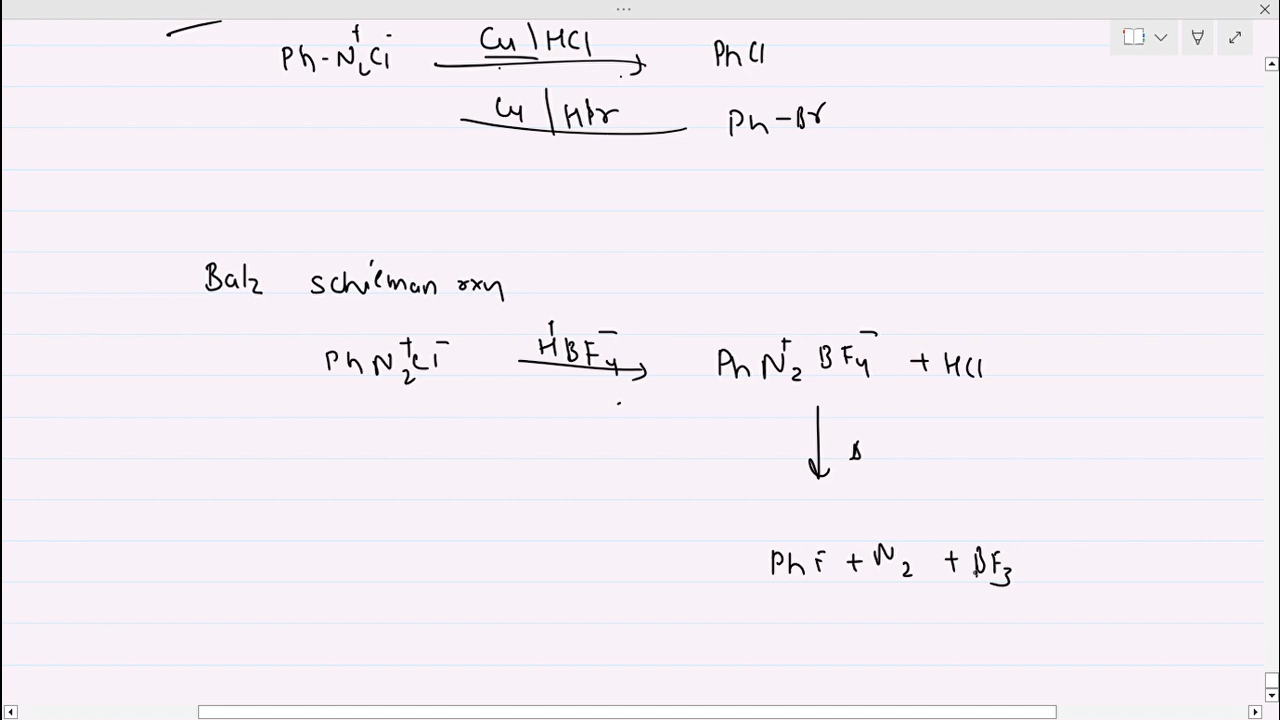 Ph-N₂⁺Cl⁻ Cu|HCl PhCl
Cu|HBr Ph-Br
Balz schieman rxn
PhN₂⁺Cl⁻ H⁺BF₄⁻ PhN₂⁺BF₄⁻ + HCl
Δ
PhF + N₂ + BF₃